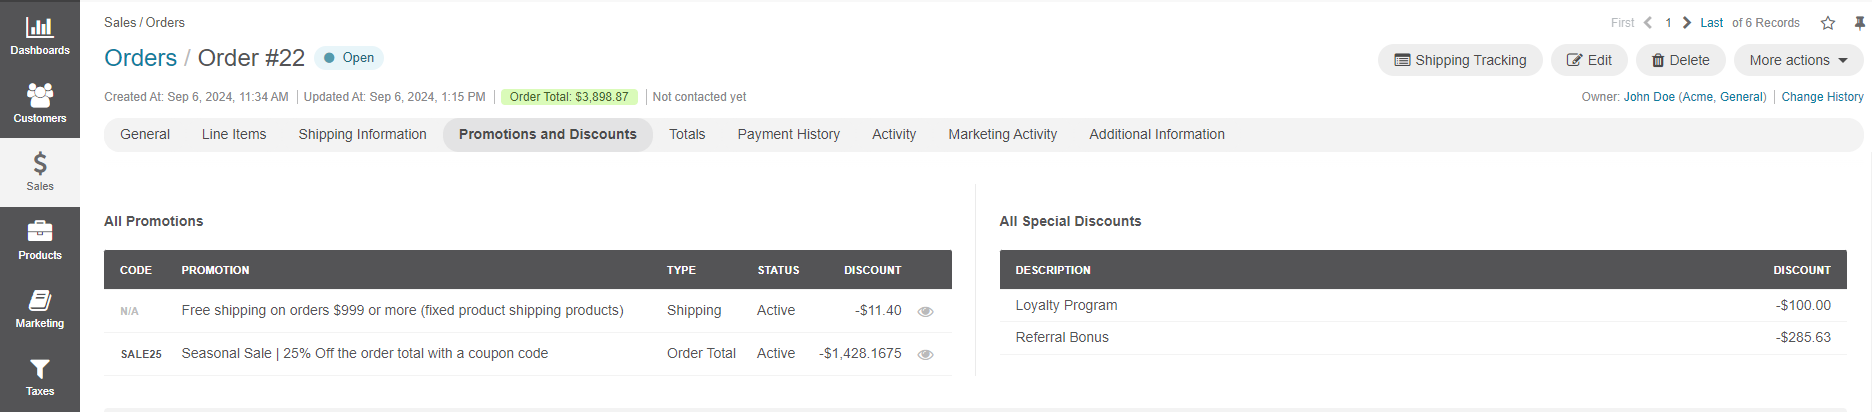 Dashboards
Customers
Sales
Products
Marketing
Taxes
Sales / Orders
First 1 Last of 6 Records
Orders / Order #22 Open
Shipping Tracking Edit Delete More actions
Created At: Sep 6, 2024, 11:34 AM Updated At: Sep 6, 2024, 1:15 PM Order Total: $3,898.87 Not contacted yet
Owner: John Doe (Acme, General) Change History
General Line Items Shipping Information Promotions and Discounts Totals Payment History Activity Marketing Activity Additional Information
All Promotions
CODE PROMOTION TYPE STATUS DISCOUNT
N/A Free shipping on orders $999 or more (fixed product shipping products) Shipping Active -$11.40
SALE25 Seasonal Sale | 25% Off the order total with a coupon code Order Total Active -$1,428.1675
All Special Discounts
DESCRIPTION DISCOUNT
Loyalty Program -$100.00
Referral Bonus -$285.63